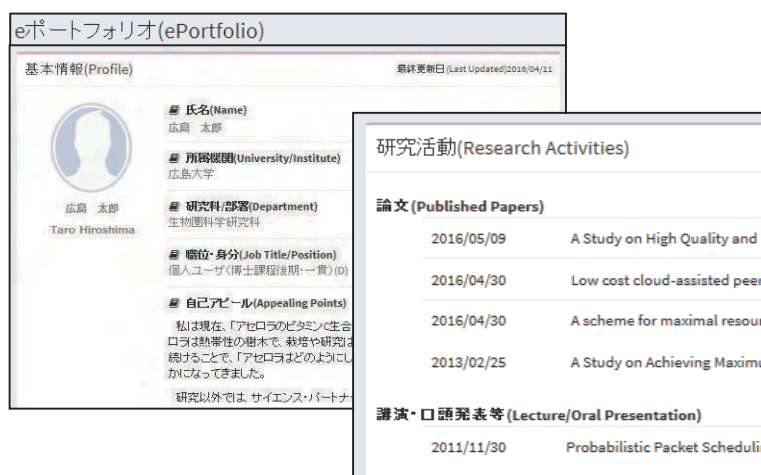 eポートフォリオ(ePortfolio)
基本情報(Profile)
最終更新日(Last Updated)2016/04/11
広島 太郎
Taro Hiroshima
氏名(Name)
広島 太郎
所属機関(University/Institute)
広島大学
研究科/部署(Department)
生物圏科学研究科
職位・身分(Job Title/Position)
個人ユーザ(博士課程後期・一貫)(D)
自己アピール(Appealing Points)
私は現在、「アセロラのビタミンC生合
ロラは熱帯性の樹木で、栽培や研究は
続けることで、「アセロラはどのようにし
かになってきました。
研究以外では、サイエンス・パートナー
研究活動(Research Activities)
論文(Published Papers)
2016/05/09 A Study on High Quality and
2016/04/30 Low cost cloud-assisted peer
2016/04/30 A scheme for maximal resour
2013/02/25 A Study on Achieving Maximu
講演・口頭発表等(Lecture/Oral Presentation)
2011/11/30 Probabilistic Packet Scheduli